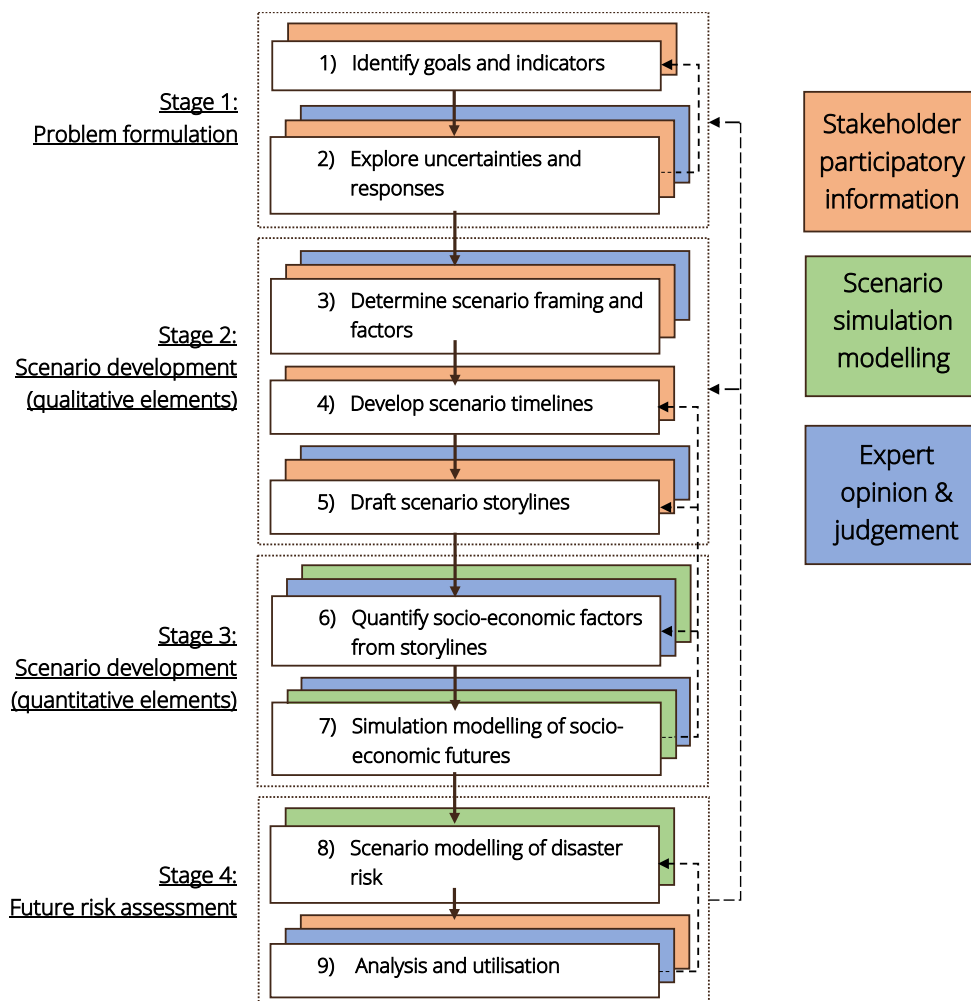 Stage 1:
Problem formulation
1) Identify goals and indicators
2) Explore uncertainties and
responses
Stage 2:
Scenario development
(qualitative elements)
3) Determine scenario framing and
factors
4) Develop scenario timelines
5) Draft scenario storylines
Stage 3:
Scenario development
(quantitative elements)
6) Quantify socio-economic factors
from storylines
7) Simulation modelling of socio-
economic futures
Stage 4:
Future risk assessment
8) Scenario modelling of disaster
risk
9) Analysis and utilisation
Stakeholder
participatory
information
Scenario
simulation
modelling
Expert
opinion &
judgement